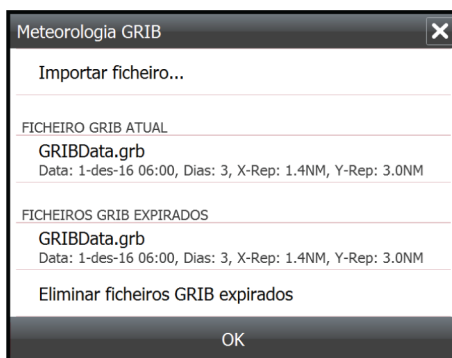 Meteorologia GRIB
Importar ficheiro...
FICHEIRO GRIB ATUAL
GRIBData.grb
Data: 1-des-16 06:00, Dias: 3, X-Rep: 1.4NM, Y-Rep: 3.0NM
FICHEIROS GRIB EXPIRADOS
GRIBData.grb
Data: 1-des-16 06:00, Dias: 3, X-Rep: 1.4NM, Y-Rep: 3.0NM
Eliminar ficheiros GRIB expirados
OK